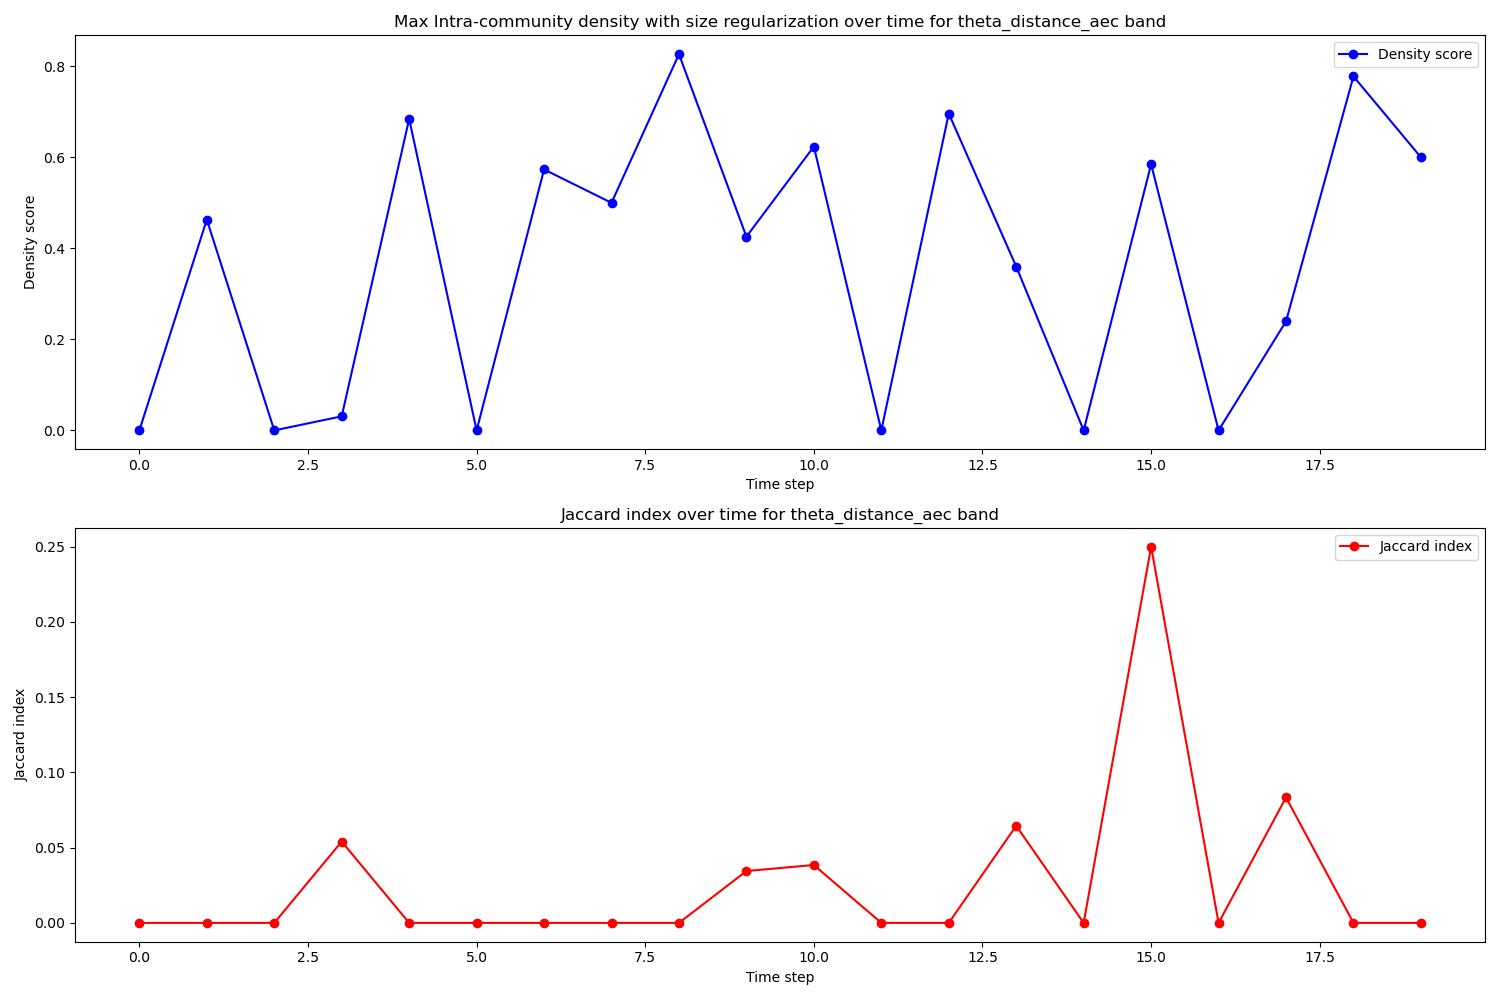 Max Intra-community density with size regularization over time for theta_distance_aec band
Density score
0.8
0.6
0.4
0.2
0.0
Density score
0.0 2.5 5.0 7.5 10.0 12.5 15.0 17.5
Time step
Jaccard index over time for theta_distance_aec band
Jaccard index
0.25
0.20
0.15
0.10
0.05
0.00
Jaccard index
0.0 2.5 5.0 7.5 10.0 12.5 15.0 17.5
Time step